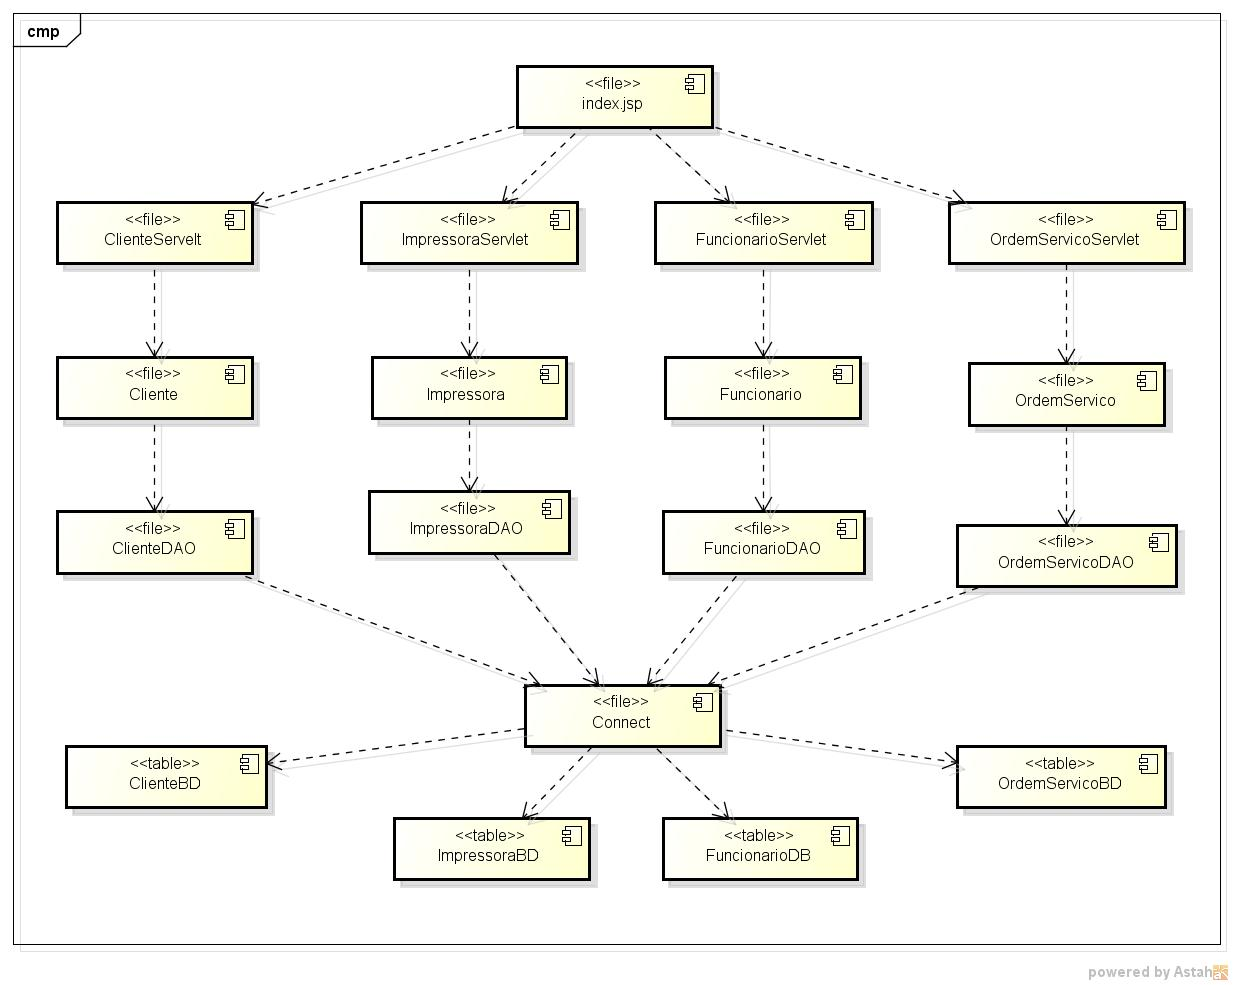 cmp
<<file>>
index.jsp
<<file>>
ClienteServelt
<<file>>
ImpressoraServlet
<<file>>
FuncionarioServlet
<<file>>
OrdemServicoServlet
<<file>>
Cliente
<<file>>
Impressora
<<file>>
Funcionario
<<file>>
OrdemServico
<<file>>
ClienteDAO
<<file>>
ImpressoraDAO
<<file>>
FuncionarioDAO
<<file>>
OrdemServicoDAO
<<file>>
Connect
<<table>>
ClienteBD
<<table>>
ImpressoraBD
<<table>>
FuncionarioDB
<<table>>
OrdemServicoBD
powered by Astah